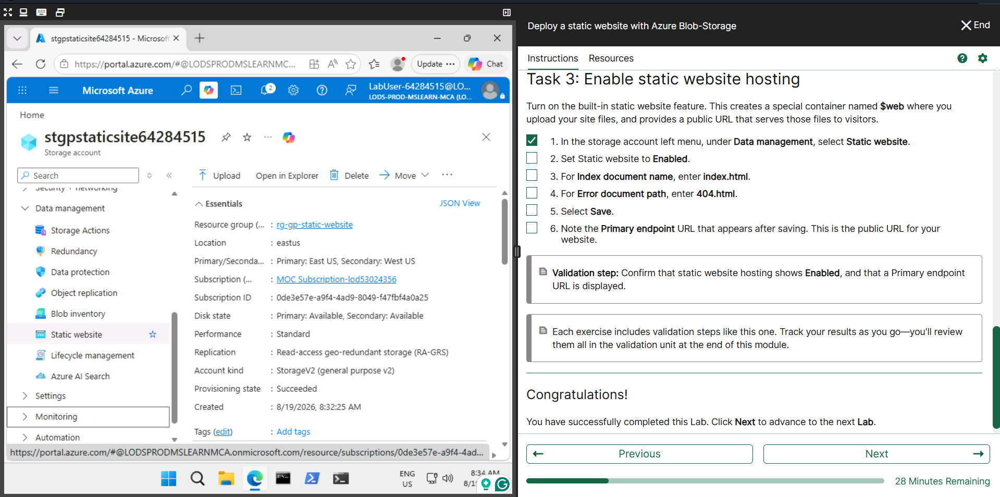 stgpstaticsite64284515 - Microsoft
https://portal.azure.com/#@LODSPRODMSLEARNMC...
Update
Chat
Microsoft Azure
2
LabUser-64284515@LO...
LODS-PROD-MSLEARN-MCA (LO...
Home
stgpstaticsite64284515
Storage account
Search
Upload
Open in Explorer
Delete
Move
Security + networking
Data management
Storage Actions
Redundancy
Data protection
Object replication
Blob inventory
Static website
Lifecycle management
Azure AI Search
Settings
Monitoring
Automation
Essentials
JSON View
Resource group (... : rg-gp-static-website
Location : eastus
Primary/Seconda... : Primary: East US, Secondary: West US
Subscription (... : MOC Subscription-lod53024356
Subscription ID : 0de3e57e-a9f4-4ad9-8049-f47fbf4a0a25
Disk state : Primary: Available, Secondary: Available
Performance : Standard
Replication : Read-access geo-redundant storage (RA-GRS)
Account kind : StorageV2 (general purpose v2)
Provisioning state : Succeeded
Created : 8/19/2026, 8:32:25 AM
Tags (edit) : Add tags
https://portal.azure.com/#@LODSPRODMSLEARNMCA.onmicrosoft.com/resource/subscriptions/0de3e57e-a9f4-4ad...
ENG
US
8:34 AM
8/1
Deploy a static website with Azure Blob-Storage
End
Instructions
Resources
Task 3: Enable static website hosting
Turn on the built-in static website feature. This creates a special container named $web where you
upload your site files, and provides a public URL that serves those files to visitors.
1. In the storage account left menu, under Data management, select Static website.
2. Set Static website to Enabled.
3. For Index document name, enter index.html.
4. For Error document path, enter 404.html.
5. Select Save.
6. Note the Primary endpoint URL that appears after saving. This is the public URL for your
website.
Validation step: Confirm that static website hosting shows Enabled, and that a Primary endpoint
URL is displayed.
Each exercise includes validation steps like this one. Track your results as you go—you'll review
them all in the validation unit at the end of this module.
Congratulations!
You have successfully completed this Lab. Click Next to advance to the next Lab.
Previous
Next
28 Minutes Remaining